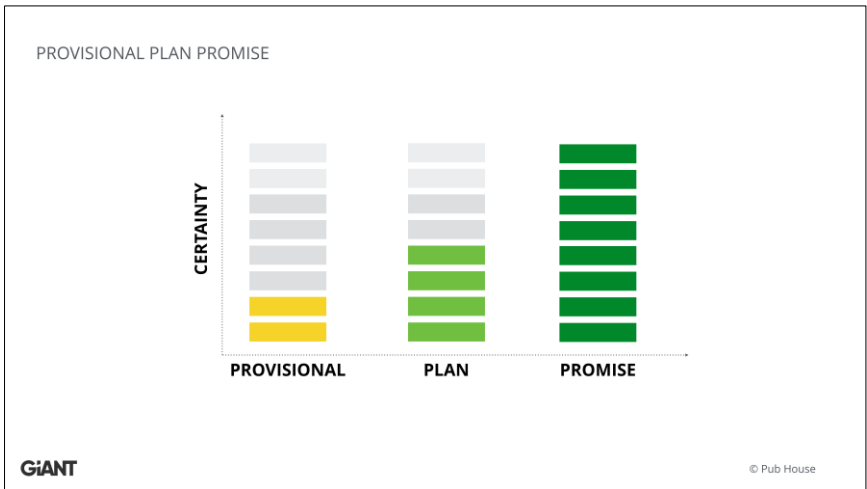 PROVISIONAL PLAN PROMISE
CERTAINTY
PROVISIONAL
PLAN
PROMISE
GiANT
© Pub House